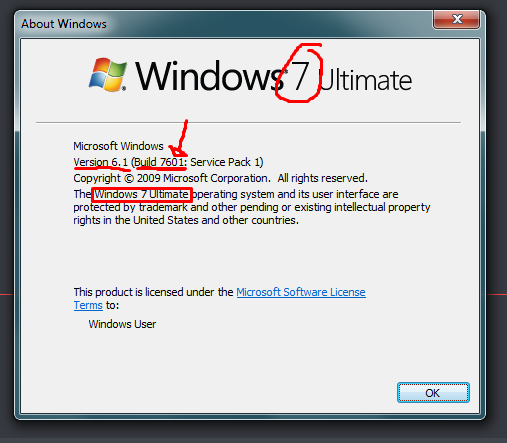 About Windows
Windows 7 Ultimate
Microsoft Windows
Version 6.1 (Build 7601: Service Pack 1)
Copyright © 2009 Microsoft Corporation. All rights reserved.
The Windows 7 Ultimate operating system and its user interface are
protected by trademark and other pending or existing intellectual property
rights in the United States and other countries.
This product is licensed under the Microsoft Software License
Terms to:
Windows User
OK